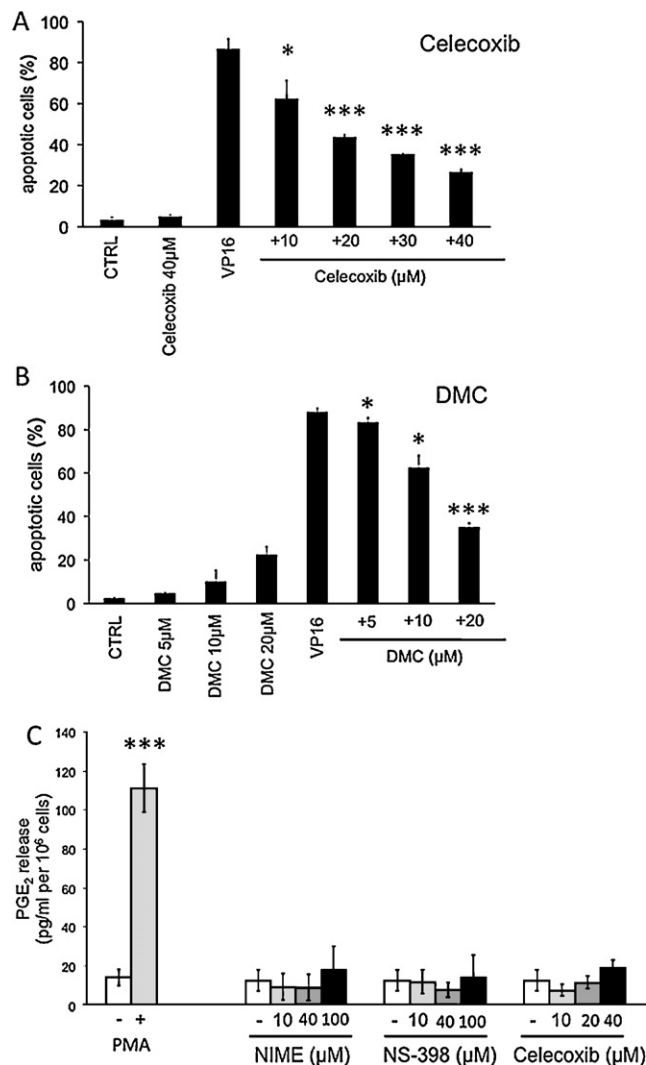 A
Celecoxib
apoptotic cells (%)
100
80
60
40
20
0
*
***
***
***
CTRL
Celecoxib 40µM
VP16
+10 +20 +30 +40
Celecoxib (µM)
B
DMC
apoptotic cells (%)
100
80
60
40
20
0
*
*
***
CTRL
DMC 5µM
DMC 10µM
DMC 20µM
VP16
+5 +10 +20
DMC (µM)
C
PGE₂ release
(pg/ml per 10⁶ cells)
140
120
100
80
60
40
20
0
***
- +
PMA
- 10 40 100
NIME (µM)
- 10 40 100
NS-398 (µM)
- 10 20 40
Celecoxib (µM)